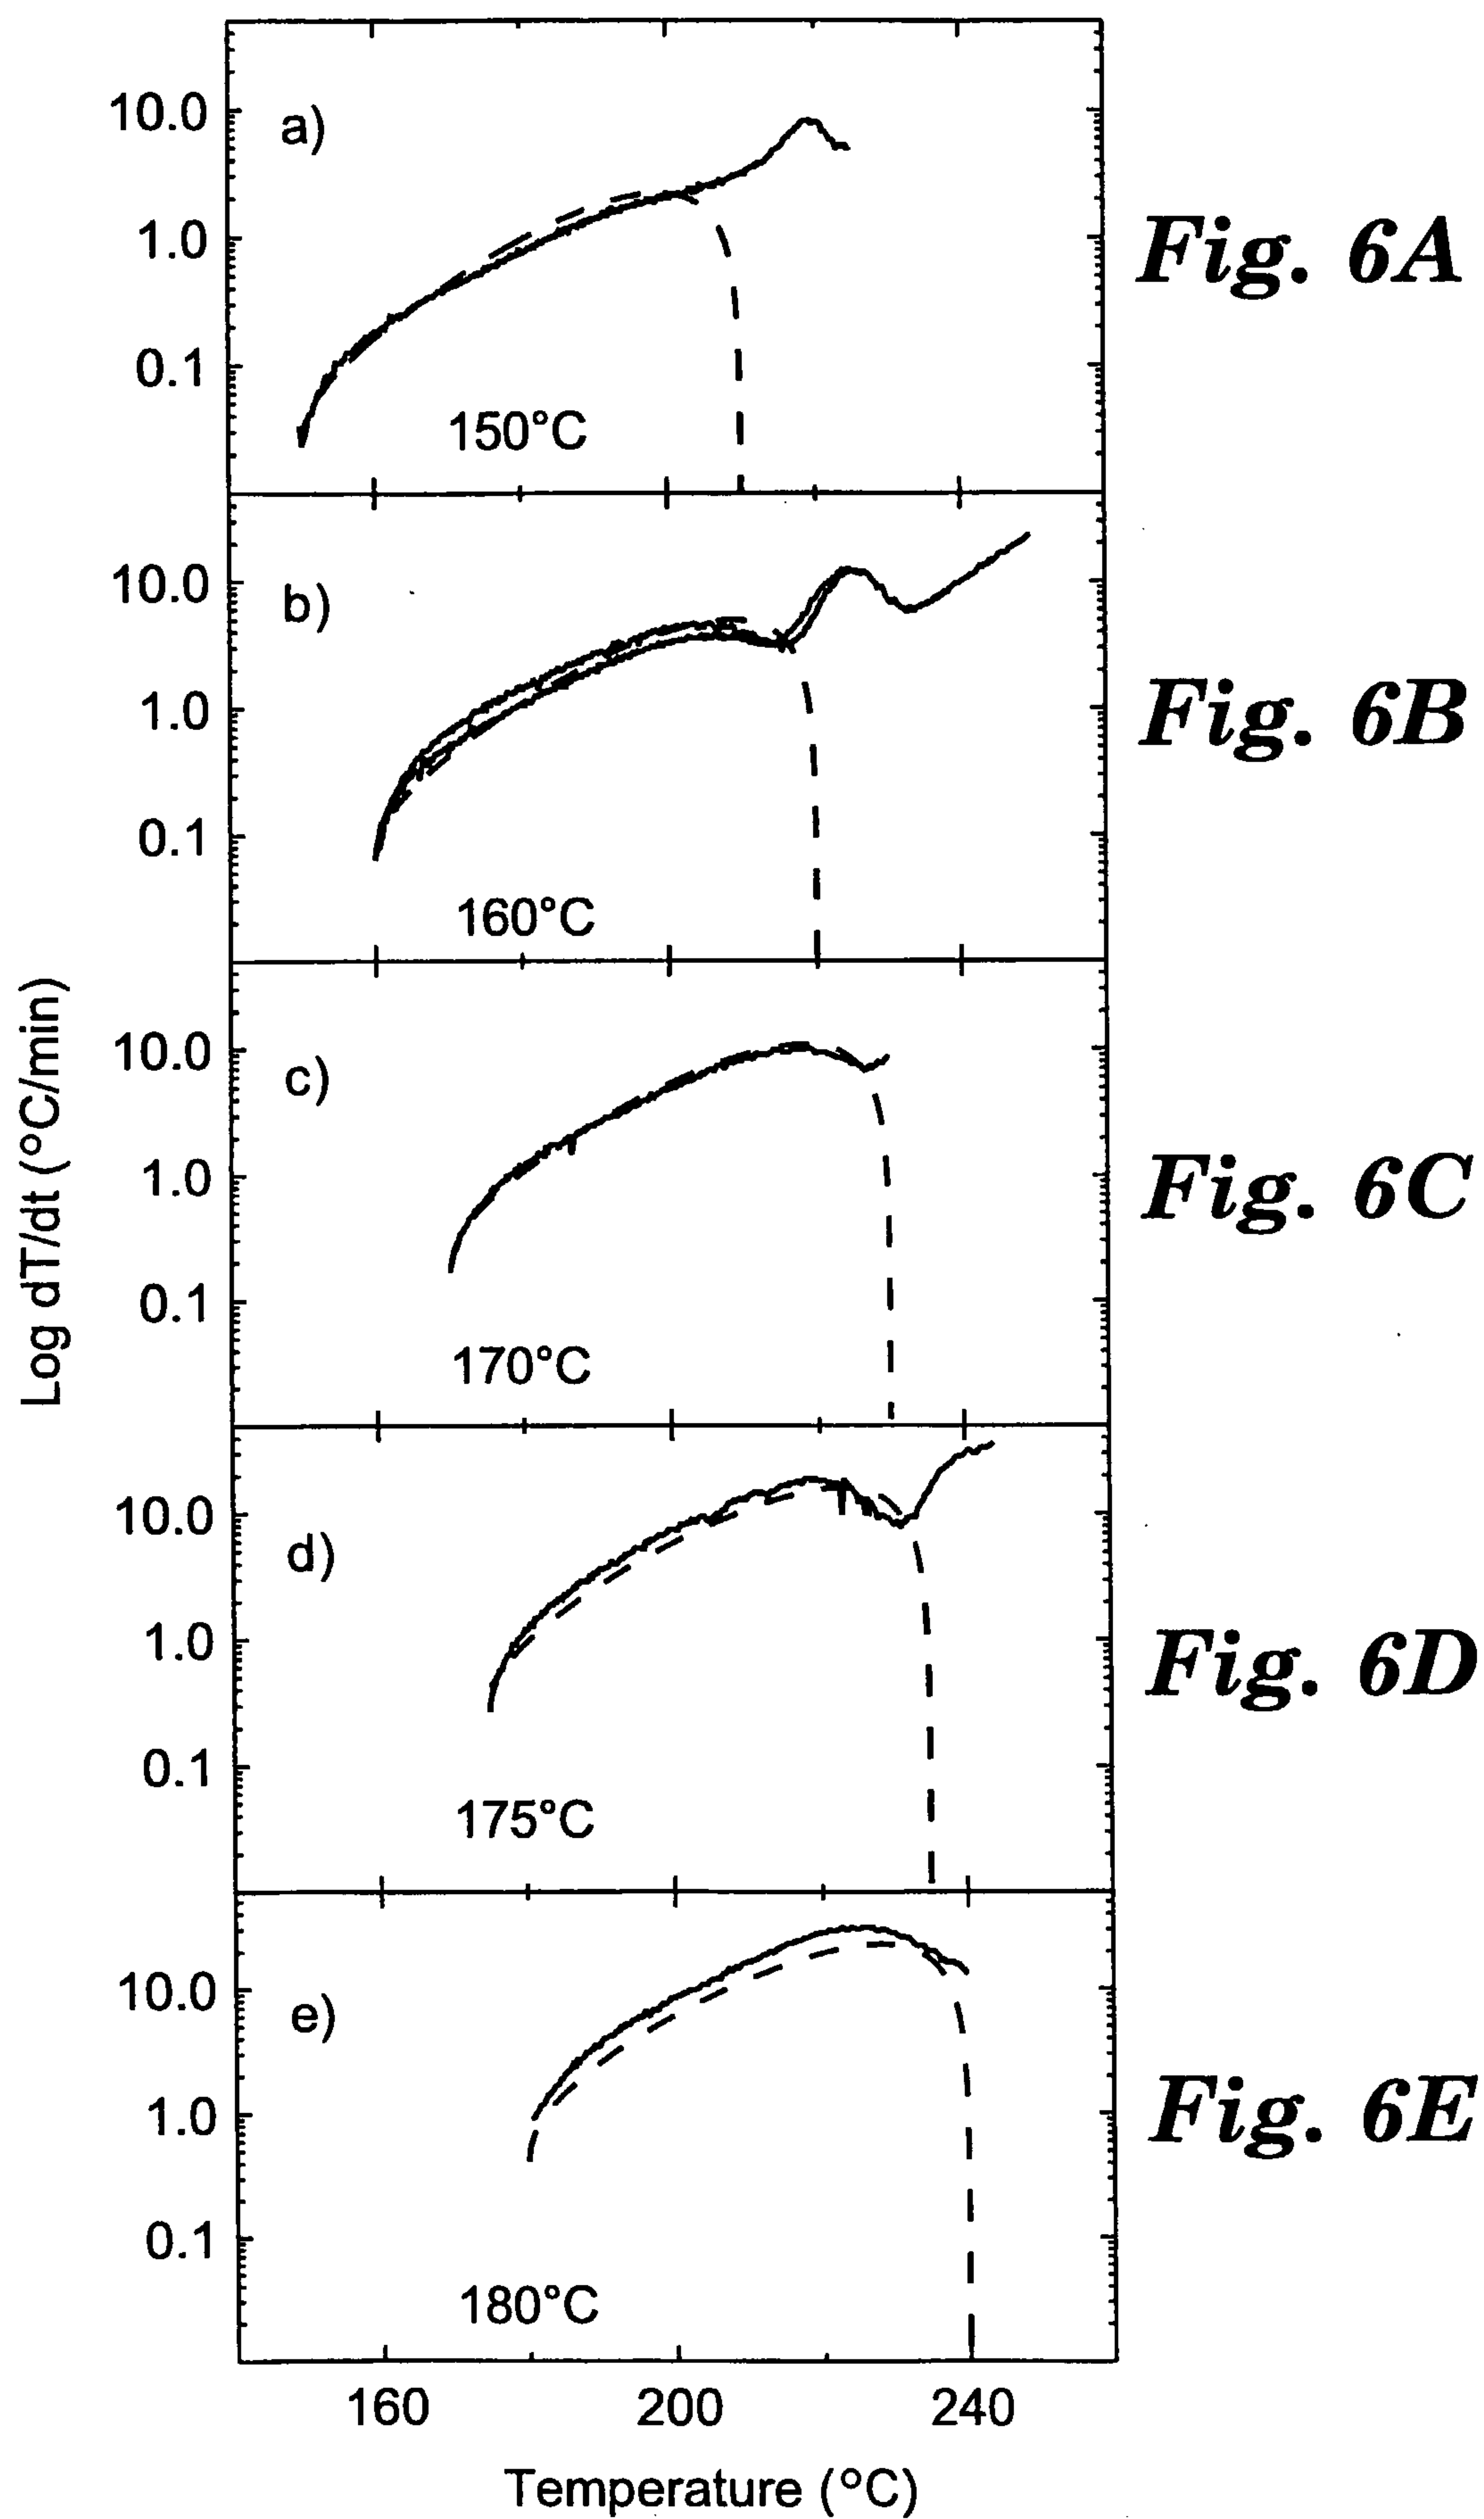 10.0
a)
1.0
0.1
150°C
Fig. 6A
10.0
b)
1.0
0.1
160°C
Fig. 6B
Log dT/dt (°C/min)
10.0
c)
1.0
0.1
170°C
Fig. 6C
10.0
d)
1.0
0.1
175°C
Fig. 6D
10.0
e)
1.0
0.1
180°C
Fig. 6E
160 200 240
Temperature (°C)